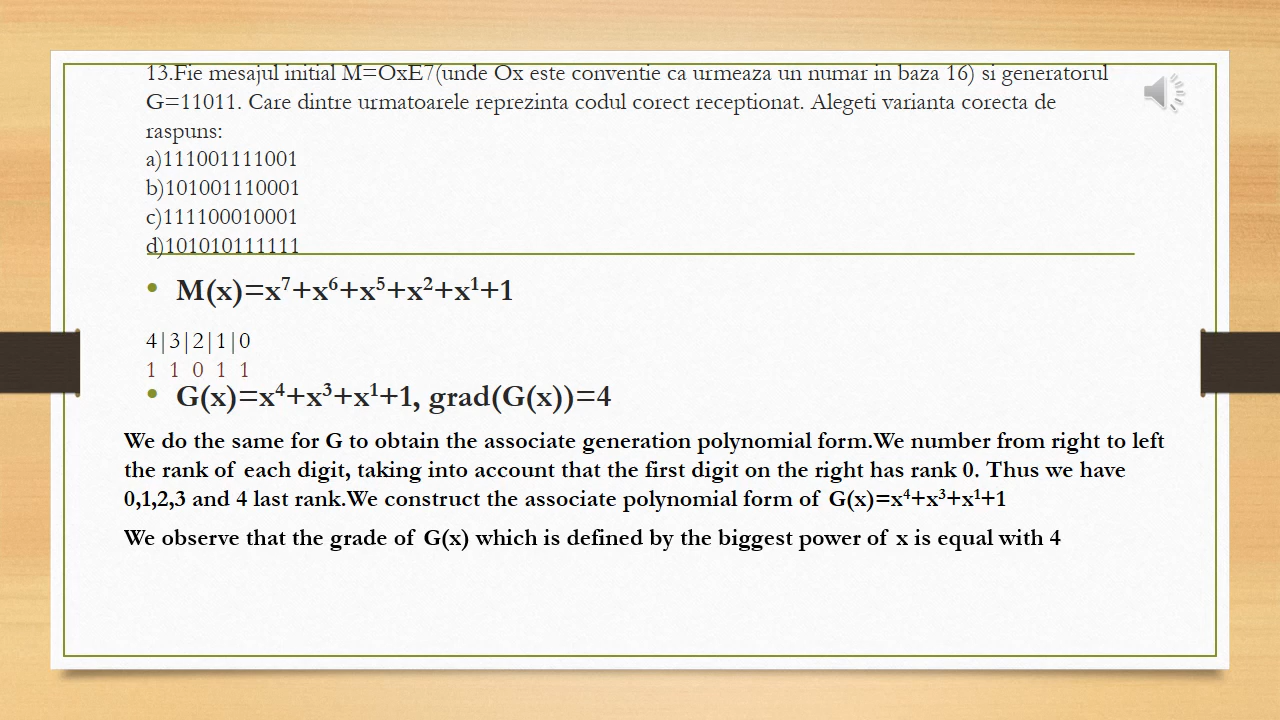 13.Fie mesajul initial M=OxE7(unde Ox este conventie ca urmeaza un numar in baza 16) si generatorul
G=11011. Care dintre urmatoarele reprezinta codul corect receptionat. Alegeti varianta corecta de
raspuns:
a)111001111001
b)101001110001
c)111100010001
d)101010111111
• M(x)=x⁷+x⁶+x⁵+x²+x¹+1
4|3|2|1|0
1 1 0 1 1
• G(x)=x⁴+x³+x¹+1, grad(G(x))=4
We do the same for G to obtain the associate generation polynomial form.We number from right to left
the rank of each digit, taking into account that the first digit on the right has rank 0. Thus we have
0,1,2,3 and 4 last rank.We construct the associate polynomial form of G(x)=x⁴+x³+x¹+1
We observe that the grade of G(x) which is defined by the biggest power of x is equal with 4